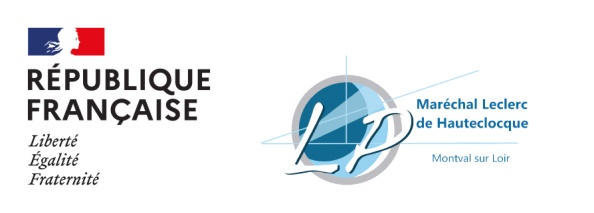 RÉPUBLIQUE
FRANÇAISE
Liberté
Égalité
Fraternité
LP
Maréchal Leclerc
de Hauteclocque
Montval sur Loir